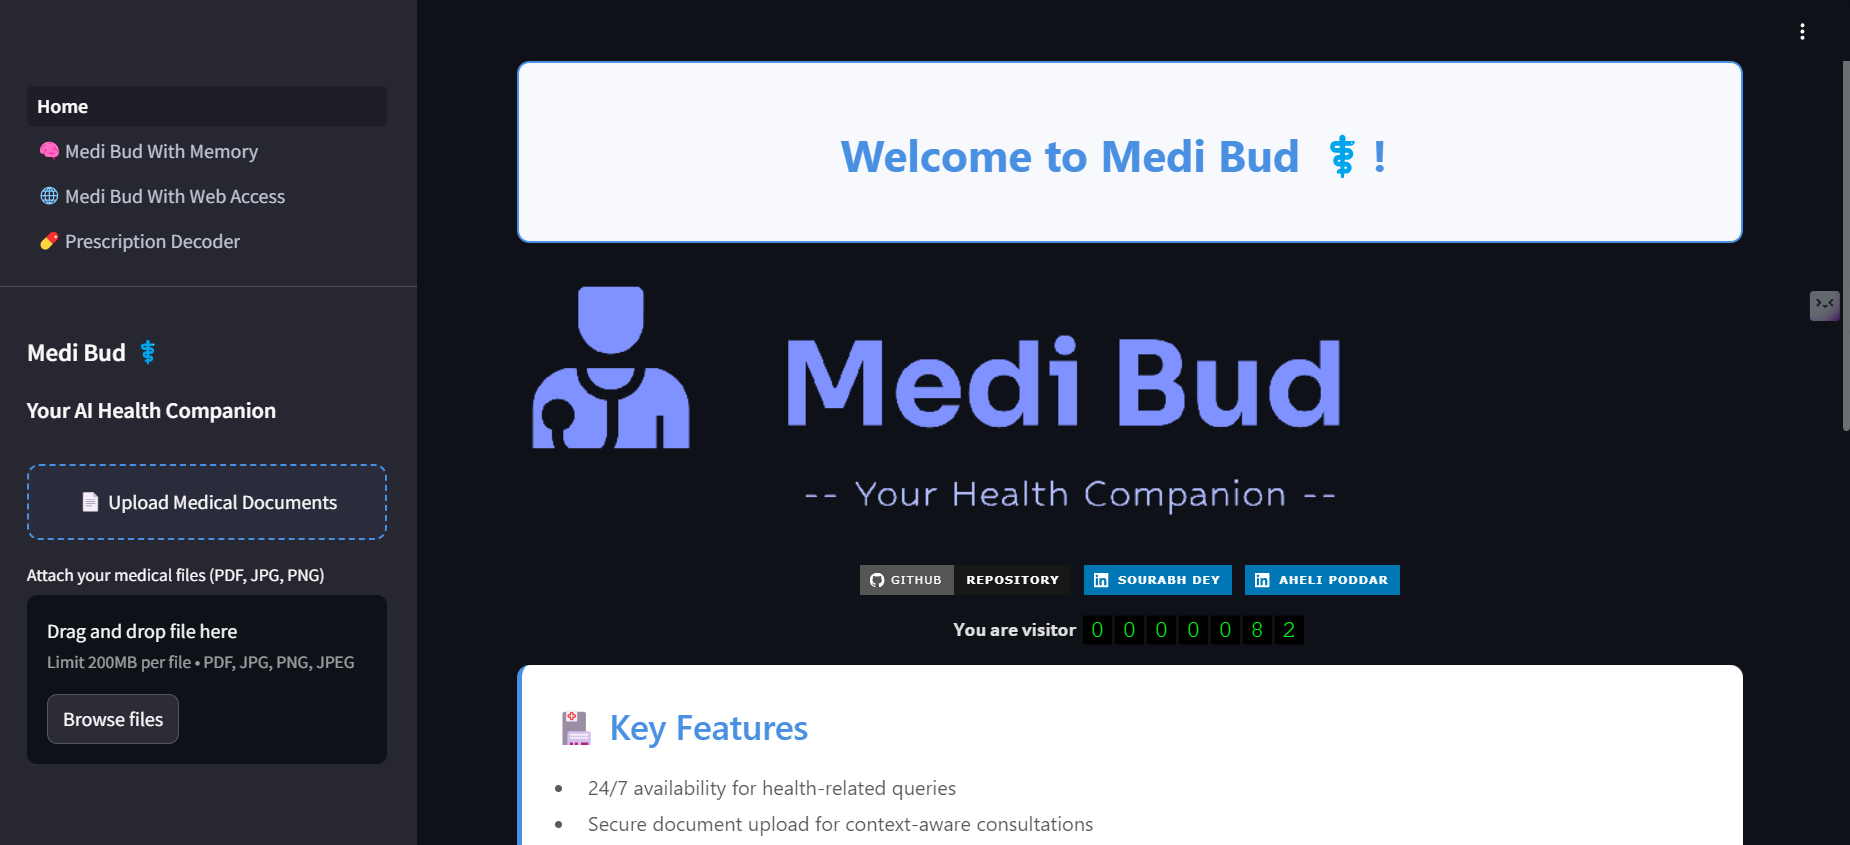 Home
Medi Bud With Memory
Medi Bud With Web Access
Prescription Decoder
Medi Bud
Your AI Health Companion
Upload Medical Documents
Attach your medical files (PDF, JPG, PNG)
Drag and drop file here
Limit 200MB per file • PDF, JPG, PNG, JPEG
Browse files
Welcome to Medi Bud !
Medi Bud
-- Your Health Companion --
GITHUB REPOSITORY SOURABH DEY AHELI PODDAR
You are visitor 0 0 0 0 0 8 2
Key Features
• 24/7 availability for health-related queries
• Secure document upload for context-aware consultations